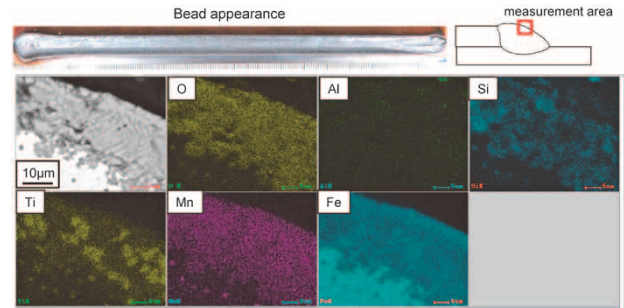 Bead appearance
measurement area
O
Al
Si
10μm
Ti
Mn
Fe